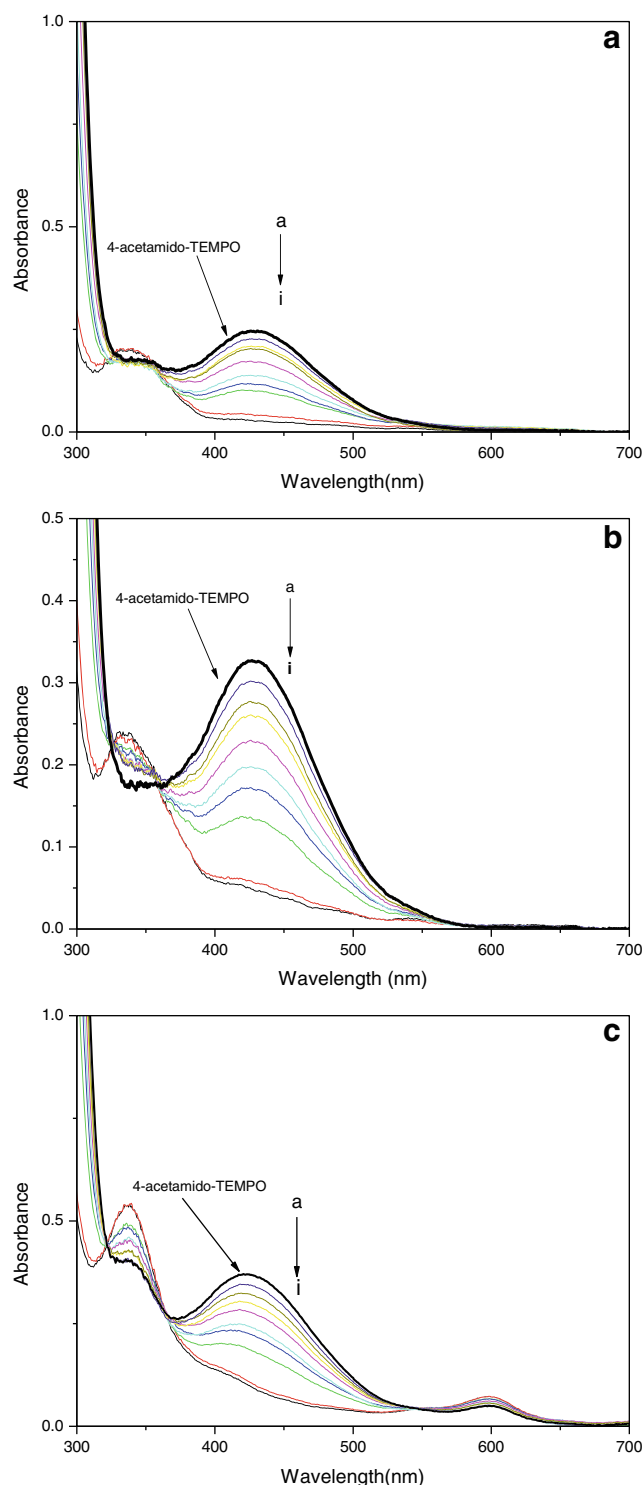 a
1.0
a
4-acetamido-TEMPO
i
0.5
0.0
Absorbance
300 400 500 600 700
Wavelength(nm)
b
0.5
a
4-acetamido-TEMPO
i
0.4
0.3
0.2
0.1
0.0
Absorbance
300 400 500 600 700
Wavelength (nm)
c
1.0
4-acetamido-TEMPO
a
i
0.5
0.0
Absorbance
300 400 500 600 700
Wavelength(nm)